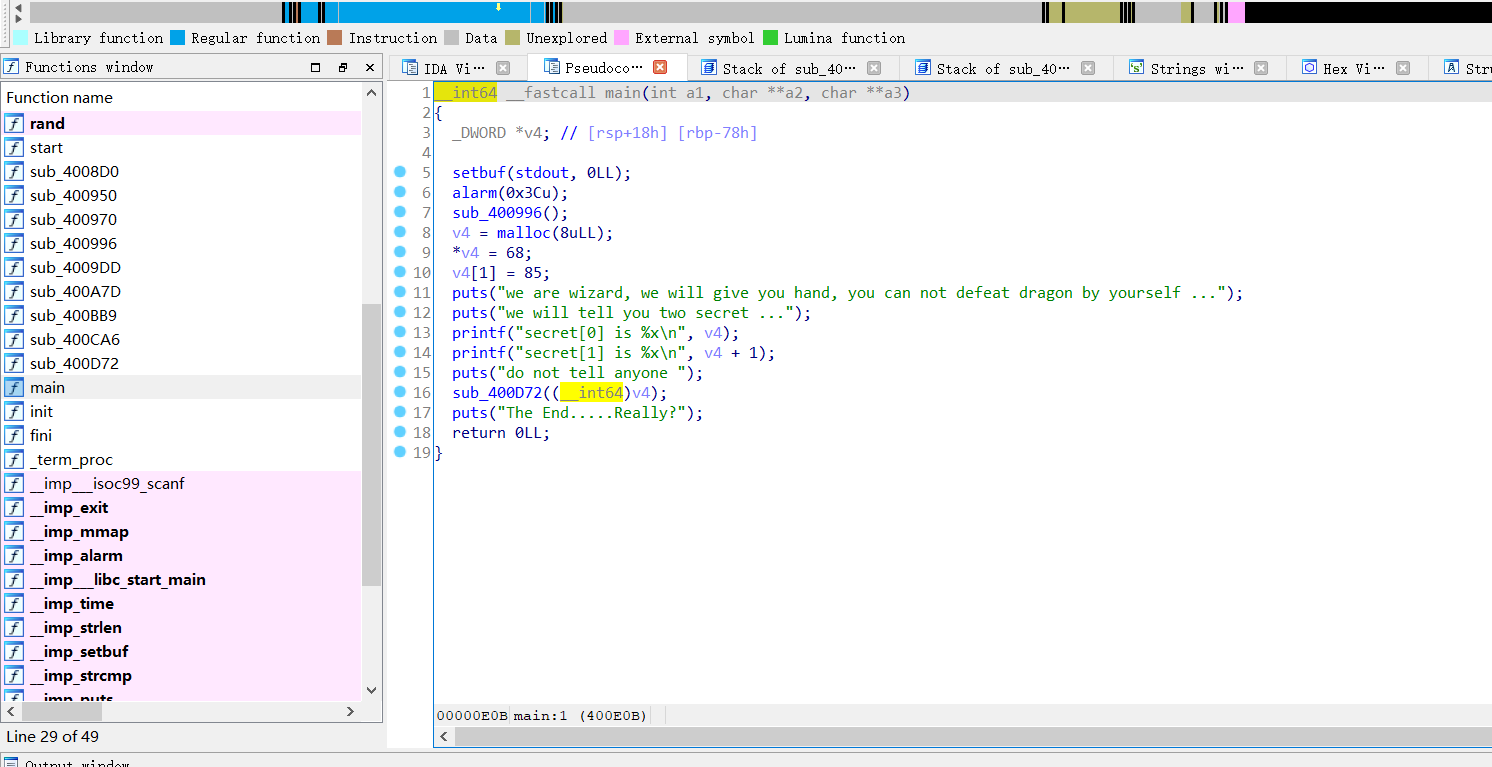 Library function Regular function Instruction Data Unexplored External symbol Lumina function
Functions window
IDA Vi··· Pseudoco··· Stack of sub_40··· Stack of sub_40··· Strings wi··· Hex Vi··· Stru
Function name
rand
start
sub_4008D0
sub_400950
sub_400970
sub_400996
sub_4009DD
sub_400A7D
sub_400BB9
sub_400CA6
sub_400D72
main
init
fini
_term_proc
__imp___isoc99_scanf
__imp_exit
__imp_mmap
__imp_alarm
__imp___libc_start_main
__imp_time
__imp_strlen
__imp_setbuf
__imp_strcmp
__imp_puts
Line 29 of 49
1 __int64 __fastcall main(int a1, char **a2, char **a3)
2 {
3 _DWORD *v4; // [rsp+18h] [rbp-78h]
4
5 setbuf(stdout, 0LL);
6 alarm(0x3Cu);
7 sub_400996();
8 v4 = malloc(8uLL);
9 *v4 = 68;
10 v4[1] = 85;
11 puts("we are wizard, we will give you hand, you can not defeat dragon by yourself ...");
12 puts("we will tell you two secret ...");
13 printf("secret[0] is %x\n", v4);
14 printf("secret[1] is %x\n", v4 + 1);
15 puts("do not tell anyone ");
16 sub_400D72((__int64)v4);
17 puts("The End.....Really?");
18 return 0LL;
19 }
00000E0B main:1 (400E0B)
Output window